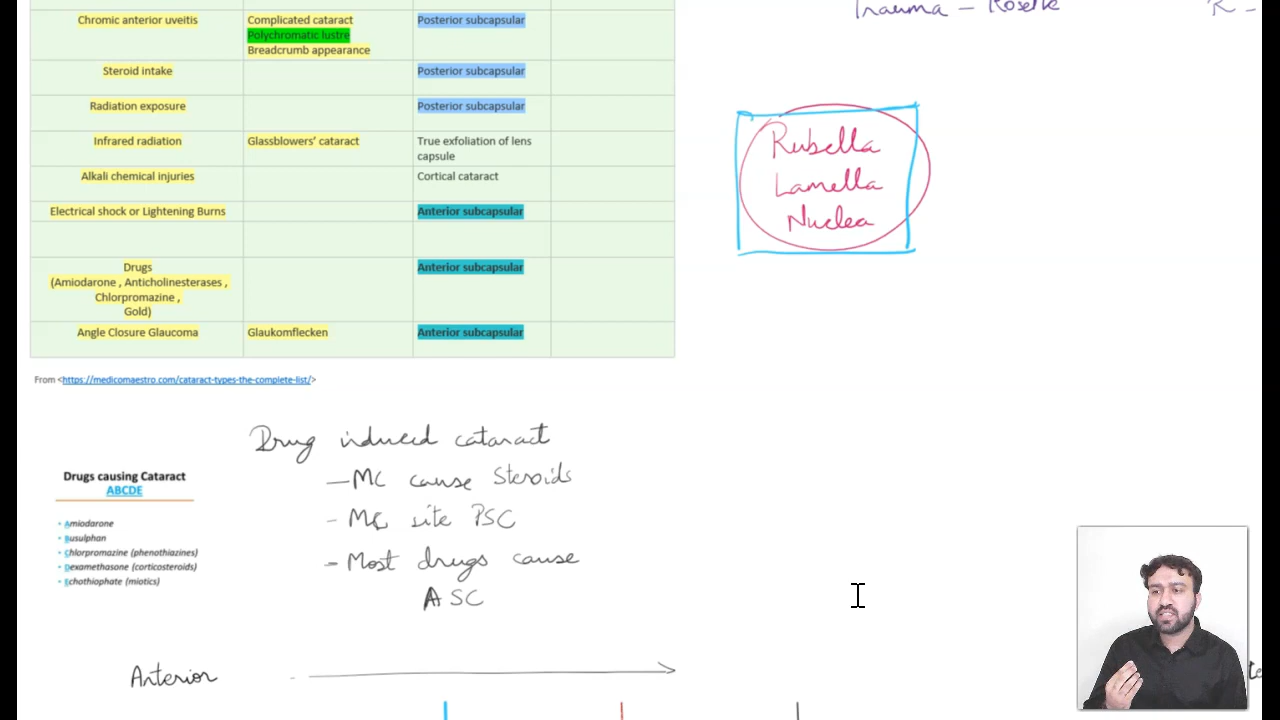 Trauma – Rosette
R –
Chronic anterior uveitis
Complicated cataract
Polychromatic lustre
Breadcrumb appearance
Posterior subcapsular
Steroid intake
Posterior subcapsular
Radiation exposure
Posterior subcapsular
Infrared radiation
Glassblowers' cataract
True exfoliation of lens
capsule
Alkali chemical injuries
Cortical cataract
Electrical shock or Lightening Burns
Anterior subcapsular
Drugs
(Amiodarone , Anticholinesterases ,
Chlorpromazine ,
Gold)
Anterior subcapsular
Angle Closure Glaucoma
Glaukomflecken
Anterior subcapsular
Rubella
Lamella
Nuclea
From <https://medicomaestro.com/cataract-types-the-complete-list/>
Drugs causing Cataract
ABCDE
• Amiodarone
• Busulphan
• Chlorpromazine (phenothiazines)
• Dexamethasone (corticosteroids)
• Echothiophate (miotics)
Drug induced cataract
– MC cause Steroids
– MC site PSC
– Most drugs cause
ASC
Anterior